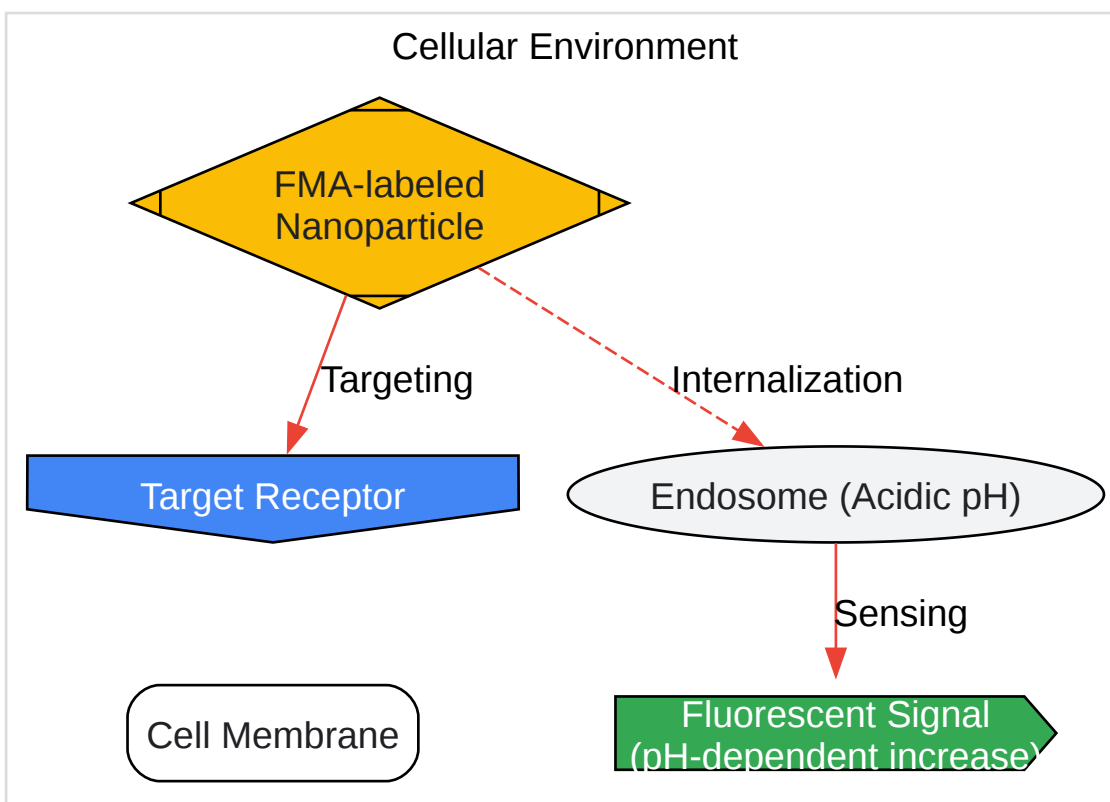 Cellular Environment
FMA-labeled
Nanoparticle
Targeting
Internalization
Target Receptor
Endosome (Acidic pH)
Sensing
Cell Membrane
Fluorescent Signal
(pH-dependent increase)